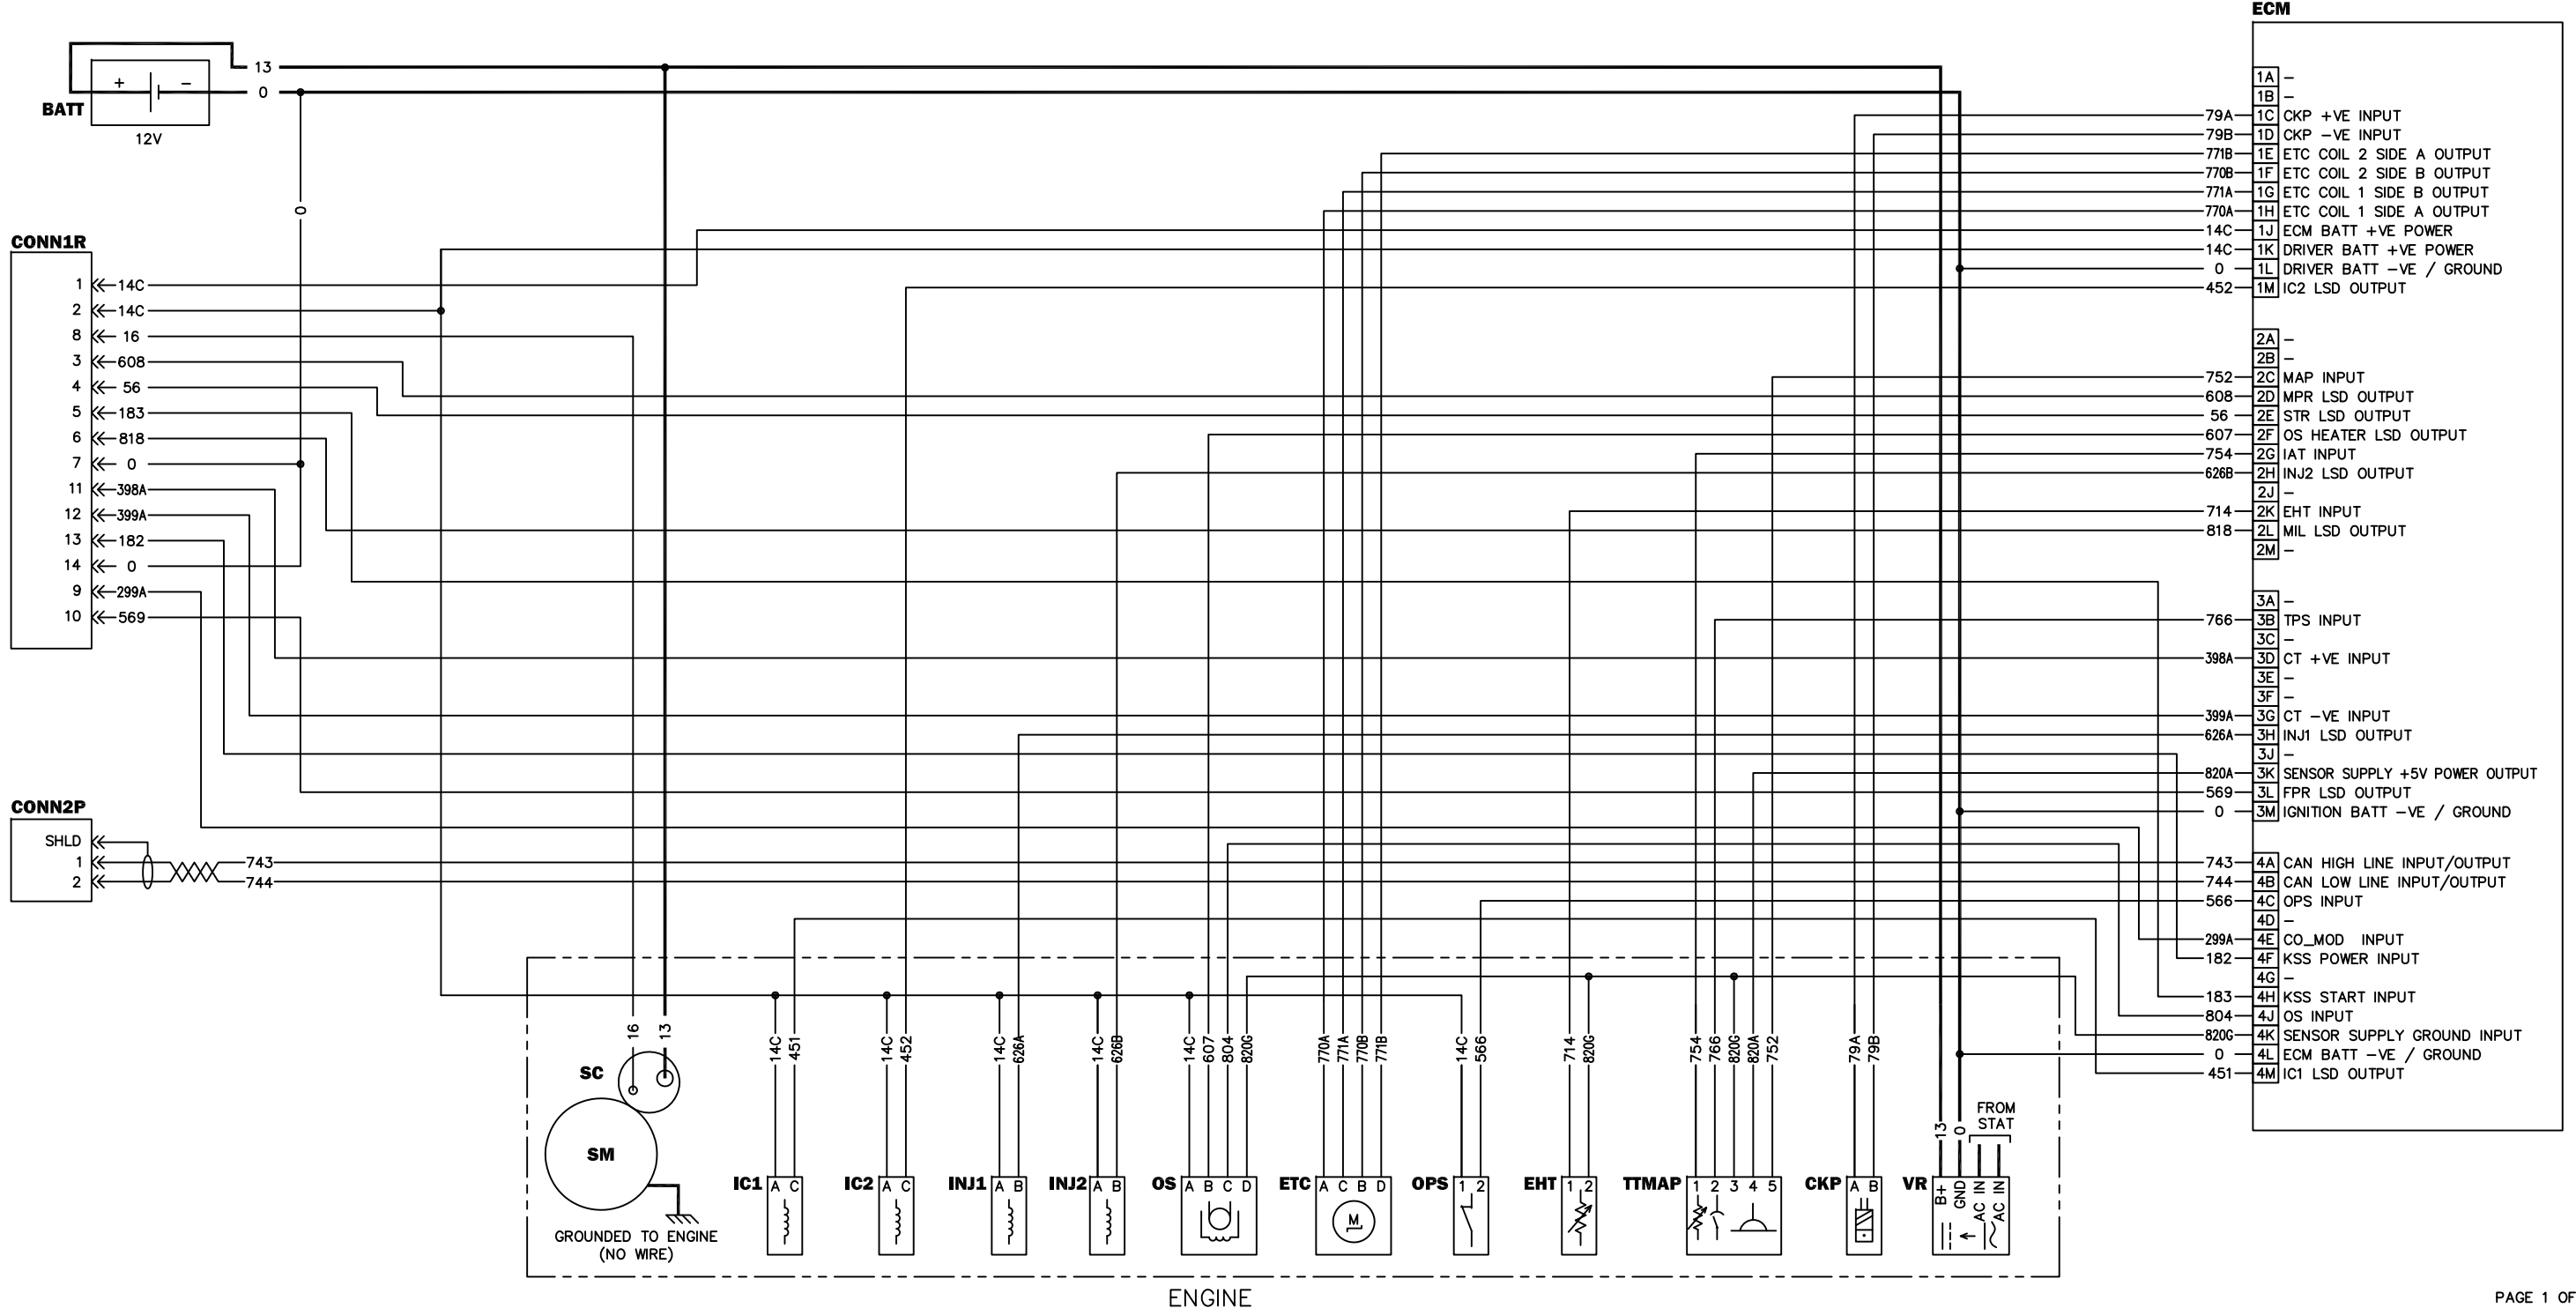 ECM
13
+ −
0
BATT
12V
0
1A −
1B −
79A 1C CKP +VE INPUT
79B 1D CKP −VE INPUT
771B 1E ETC COIL 2 SIDE A OUTPUT
770B 1F ETC COIL 2 SIDE B OUTPUT
771A 1G ETC COIL 1 SIDE B OUTPUT
770A 1H ETC COIL 1 SIDE A OUTPUT
14C 1J ECM BATT +VE POWER
14C 1K DRIVER BATT +VE POWER
0 1L DRIVER BATT −VE / GROUND
452 1M IC2 LSD OUTPUT
2A −
2B −
752 2C MAP INPUT
608 2D MPR LSD OUTPUT
56 2E STR LSD OUTPUT
607 2F OS HEATER LSD OUTPUT
754 2G IAT INPUT
626B 2H INJ2 LSD OUTPUT
2J −
714 2K EHT INPUT
818 2L MIL LSD OUTPUT
2M −
3A −
766 3B TPS INPUT
3C −
398A 3D CT +VE INPUT
3E −
3F −
399A 3G CT −VE INPUT
626A 3H INJ1 LSD OUTPUT
3J −
820A 3K SENSOR SUPPLY +5V POWER OUTPUT
569 3L FPR LSD OUTPUT
0 3M IGNITION BATT −VE / GROUND
743 4A CAN HIGH LINE INPUT/OUTPUT
744 4B CAN LOW LINE INPUT/OUTPUT
566 4C OPS INPUT
4D −
299A 4E CO_MOD INPUT
182 4F KSS POWER INPUT
4G −
183 4H KSS START INPUT
804 4J OS INPUT
820G 4K SENSOR SUPPLY GROUND INPUT
0 4L ECM BATT −VE / GROUND
451 4M IC1 LSD OUTPUT
CONN1R
1 14C
2 14C
8 16
3 608
4 56
5 183
6 818
7 0
11 398A
12 399A
13 182
14 0
9 299A
10 569
CONN2P
SHLD
1 743
2 744
16 13
14C 451
14C 452
14C 626A
14C 626B
14C 607 804 820G
770A 771A 770B 771B
14C 566
714 820G
754 766 820G 820A 752
79A 79B
13 0
FROM
STAT
SC
SM
GROUNDED TO ENGINE
(NO WIRE)
IC1 A C
IC2 A C
INJ1 A B
INJ2 A B
OS A B C D
ETC A C B D
M
OPS 1 2
EHT 1 2
TTMAP 1 2 3 4 5
CKP A B
VR B+ GND AC IN AC IN
ENGINE
PAGE 1 OF